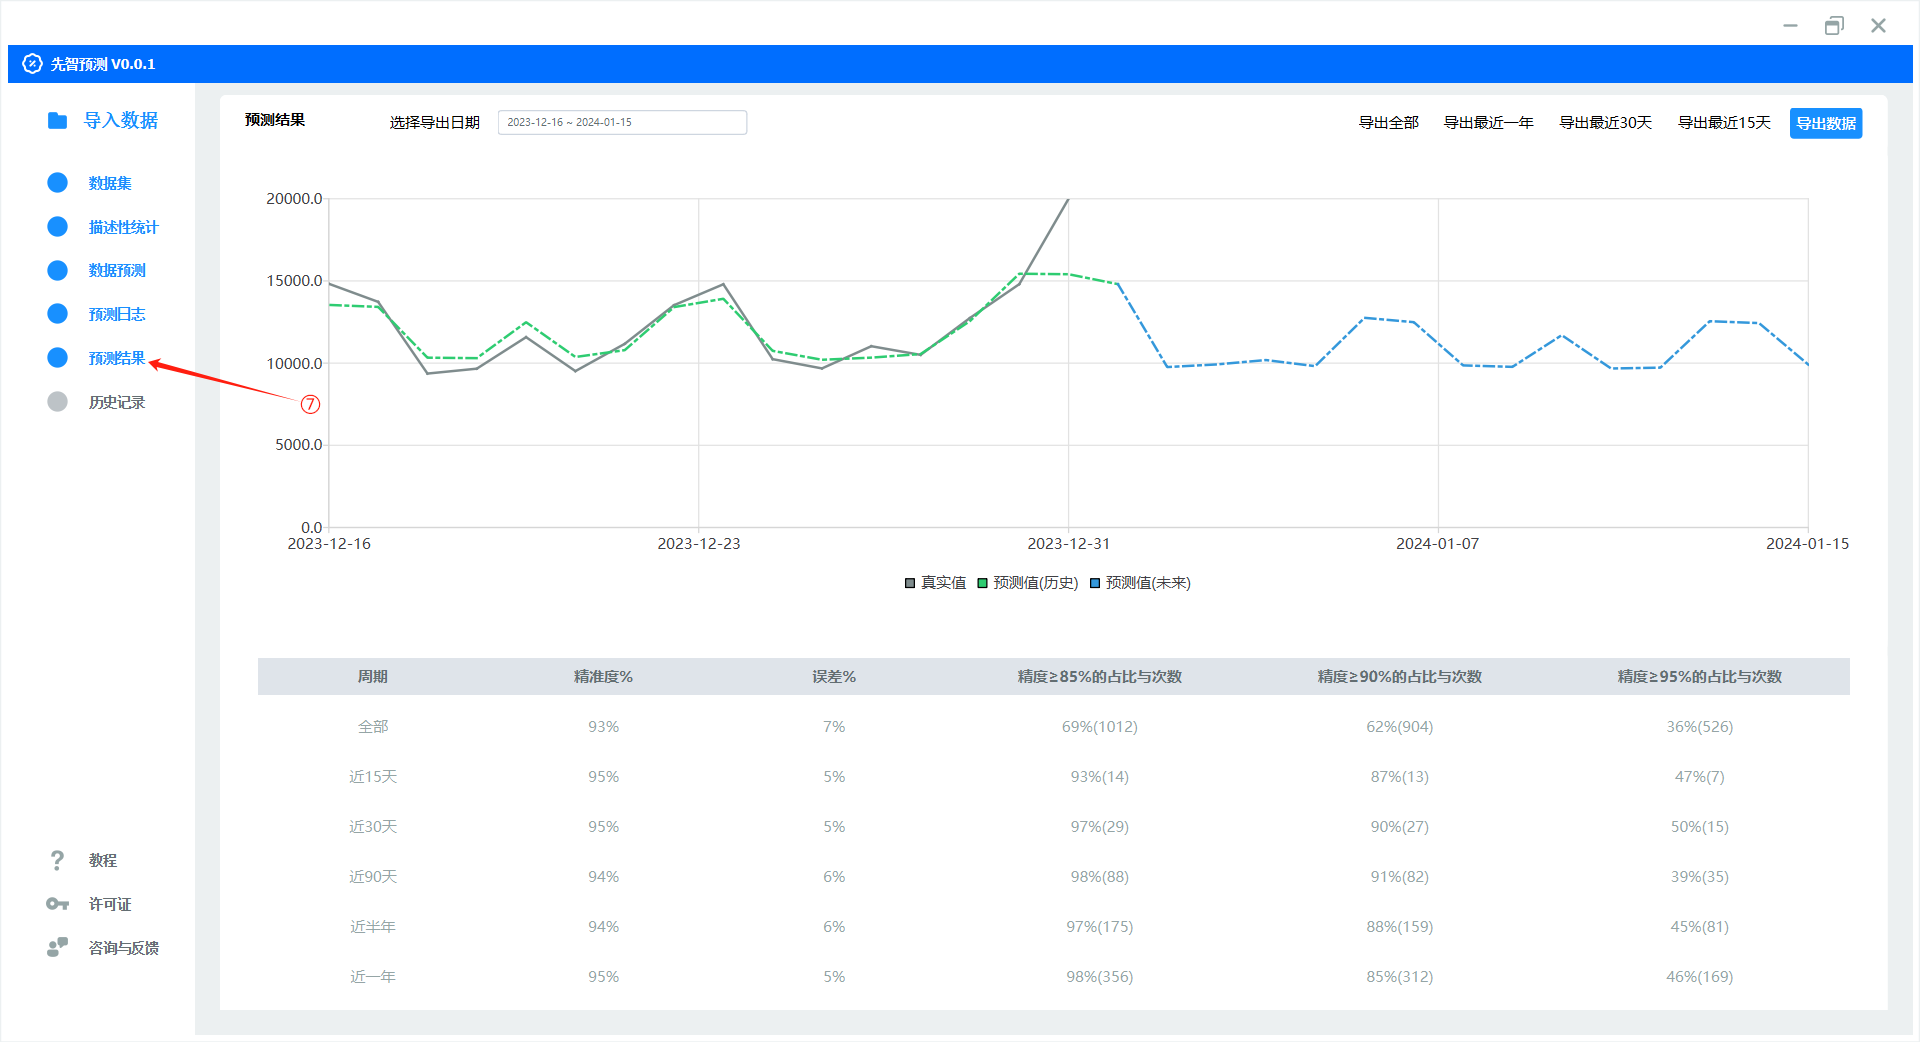 先智预测 V0.0.1
导入数据
数据集
描述性统计
数据预测
预测日志
预测结果
历史记录
⑦
教程
许可证
咨询与反馈
预测结果
选择导出日期
2023-12-16 ~ 2024-01-15
导出全部 导出最近一年 导出最近30天 导出最近15天 导出数据
20000.0
15000.0
10000.0
5000.0
0.0
2023-12-16 2023-12-23 2023-12-31 2024-01-07 2024-01-15
真实值 预测值(历史) 预测值(未来)
周期 精准度% 误差% 精度≥85%的占比与次数 精度≥90%的占比与次数 精度≥95%的占比与次数
全部 93% 7% 69%(1012) 62%(904) 36%(526)
近15天 95% 5% 93%(14) 87%(13) 47%(7)
近30天 95% 5% 97%(29) 90%(27) 50%(15)
近90天 94% 6% 98%(88) 91%(82) 39%(35)
近半年 94% 6% 97%(175) 88%(159) 45%(81)
近一年 95% 5% 98%(356) 85%(312) 46%(169)